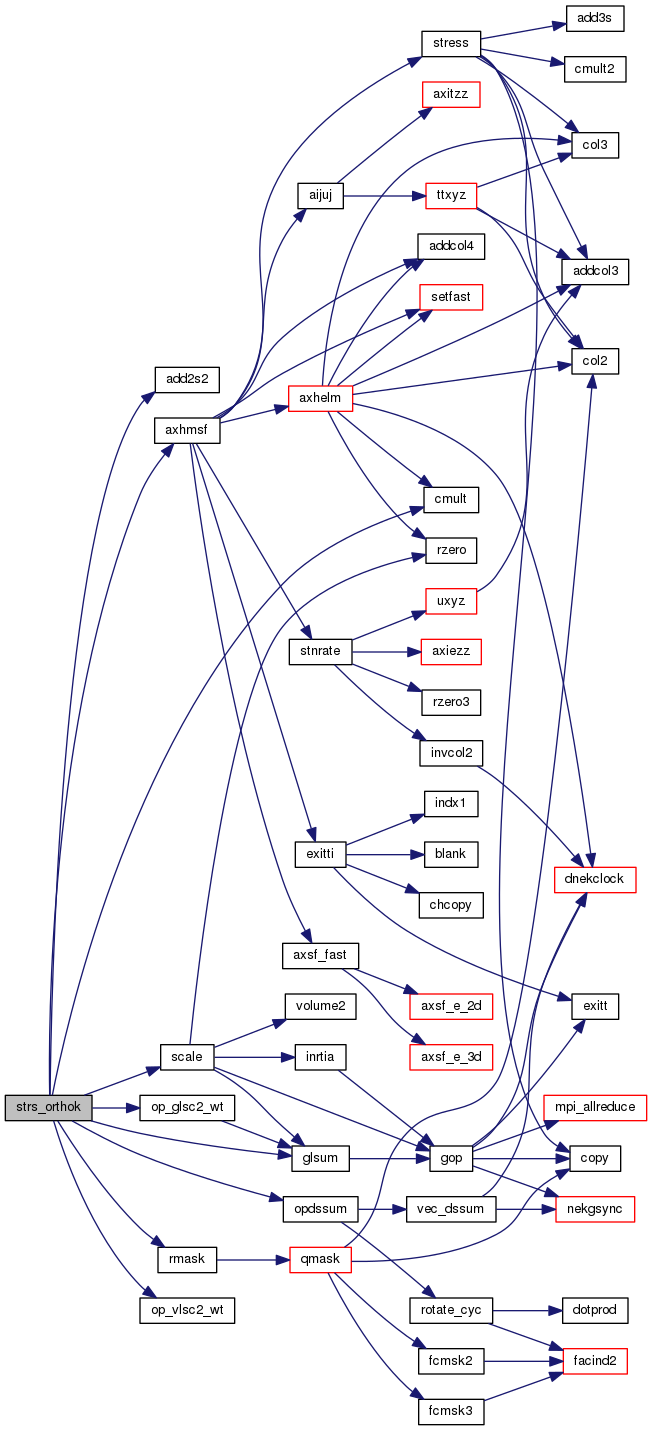 add3s
stress
cmult2
axitzz
col3
aijuj
ttxyz
addcol4
addcol3
setfast
col2
add2s2
axhelm
axhmsf
cmult
rzero
uxyz
stnrate
axiezz
rzero3
invcol2
indx1
exitti
blank
dnekclock
chcopy
axsf_fast
volume2
axsf_e_2d
exitt
scale
inrtia
axsf_e_3d
strs_orthok
op_glsc2_wt
mpi_allreduce
glsum
gop
copy
opdssum
vec_dssum
nekgsync
rmask
qmask
op_vlsc2_wt
rotate_cyc
dotprod
fcmsk2
facind2
fcmsk3